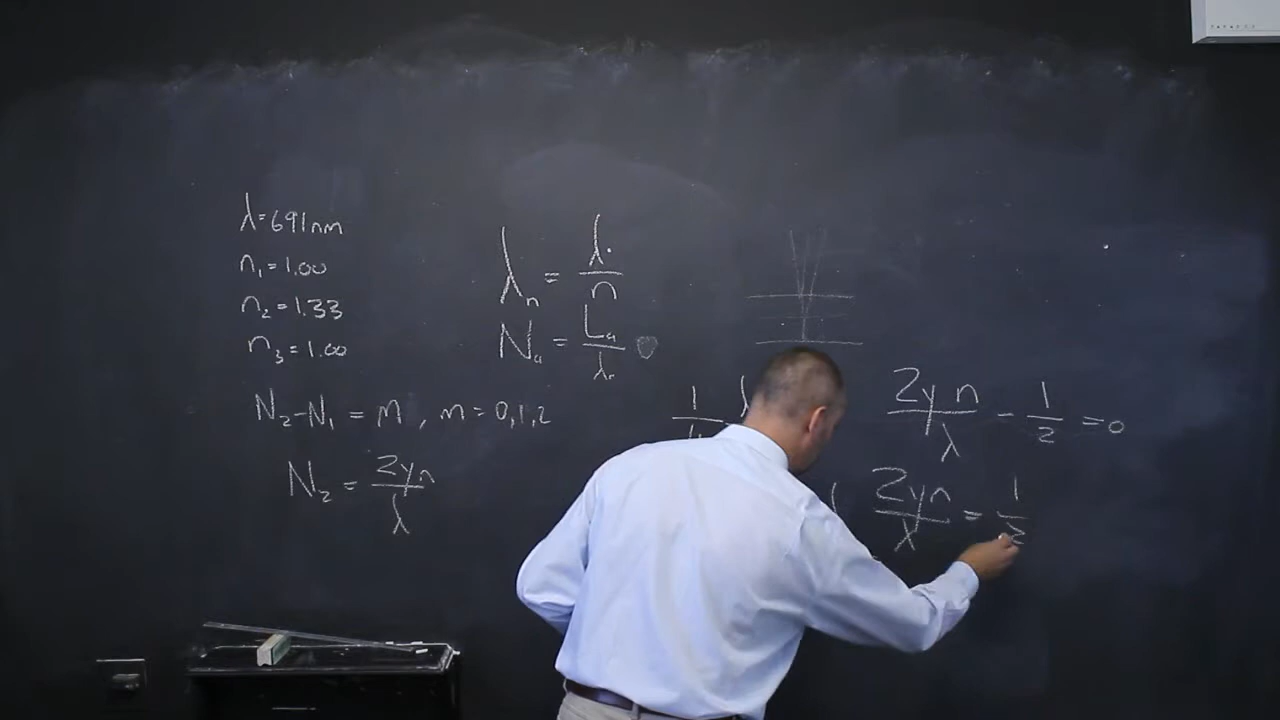 λ=691nm
n₁=1.00
n₂=1.33
n₃=1.00
N₂-N₁ = m , m=0,1,2
N₂ = 2yn/λ
λₙ = λ/n
Nₐ = Lₐ/λₙ
2yn/λ - 1/2 = 0
2yn/λ = 1/2